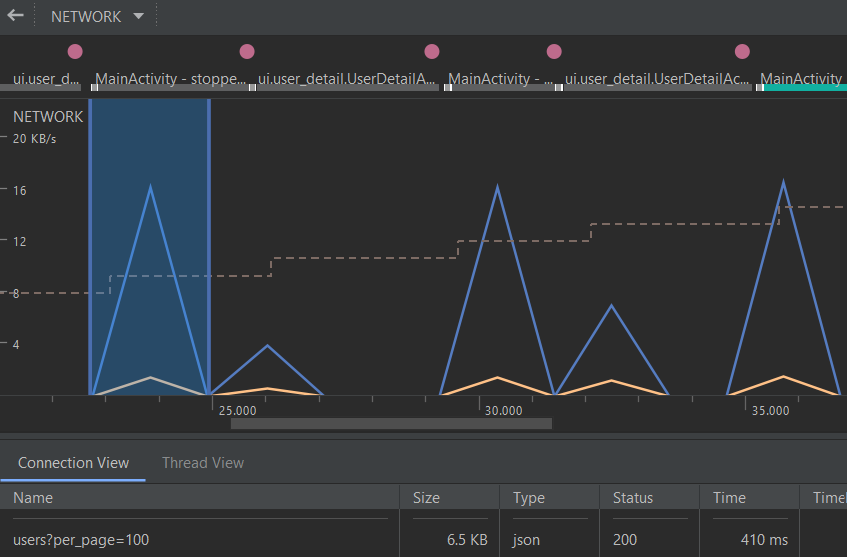 NETWORK
ui.user_d... MainActivity - stoppe... ui.user_detail.UserDetailA... MainActivity - ... ui.user_detail.UserDetailAc... MainActivity
NETWORK
20 KB/s
16
12
8
4
25.000 30.000 35.000
Connection View Thread View
Name Size Type Status Time Timel
users?per_page=100 6.5 KB json 200 410 ms